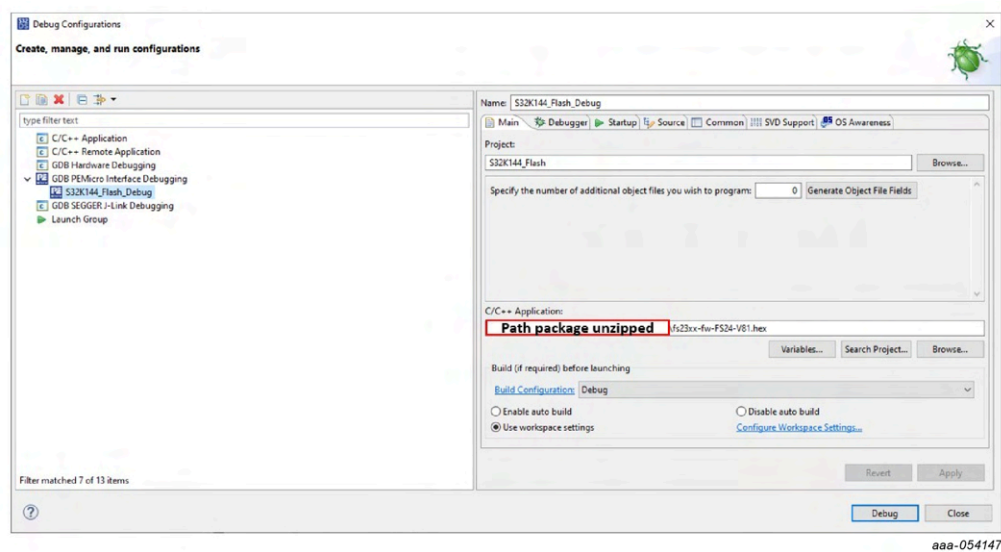 Debug Configurations
Create, manage, and run configurations
type filter text
C/C++ Application
C/C++ Remote Application
GDB Hardware Debugging
GDB PEMicro Interface Debugging
S32K144_Flash_Debug
GDB SEGGER J-Link Debugging
Launch Group
Filter matched 7 of 13 items
Name: S32K144_Flash_Debug
Main Debugger Startup Source Common SVD Support OS Awareness
Project:
S32K144_Flash Browse...
Specify the number of additional object files you wish to program: 0 Generate Object File Fields
C/C++ Application:
Path package unzipped \fs23xx-fw-FS24-V81.hex
Variables... Search Project... Browse...
Build (if required) before launching
Build Configuration: Debug
Enable auto build Disable auto build
Use workspace settings Configure Workspace Settings...
Revert Apply
Debug Close
aaa-054147